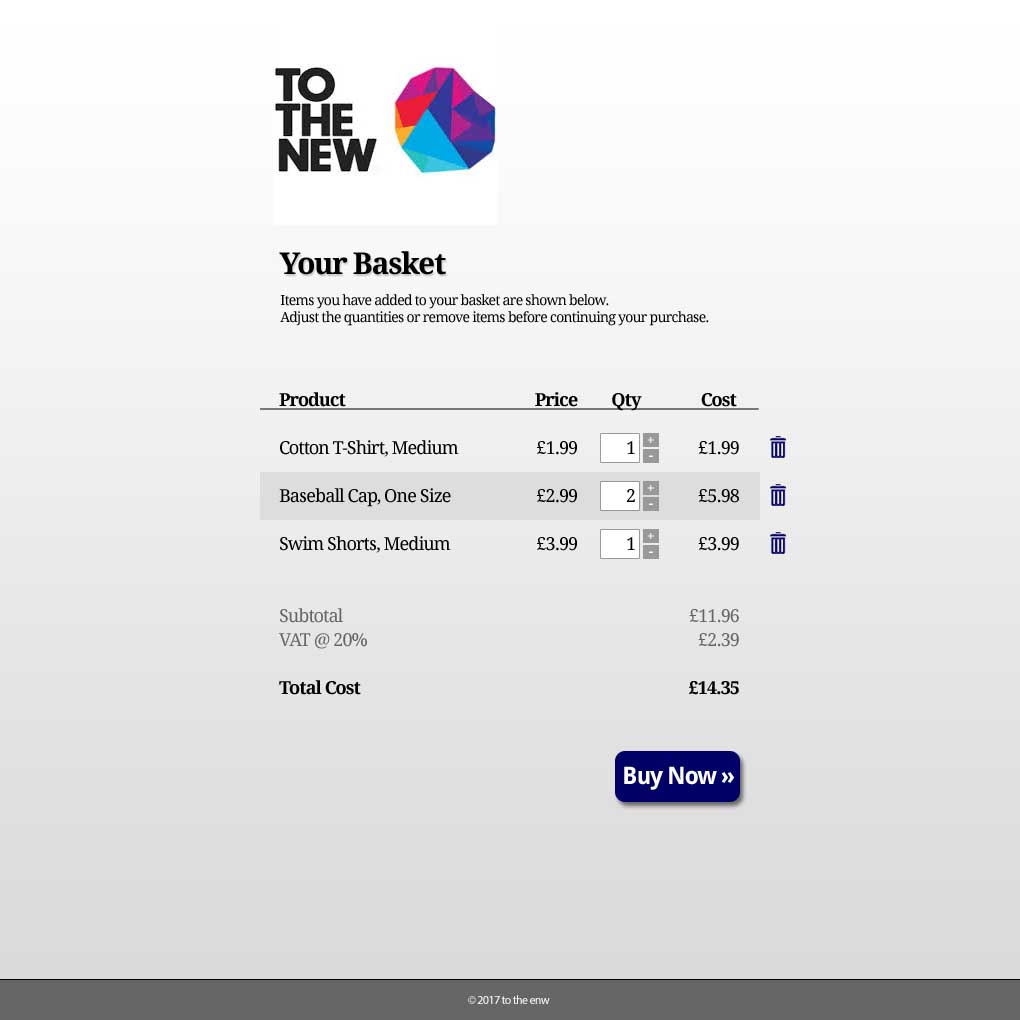 TO
THE
NEW
Your Basket
Items you have added to your basket are shown below.
Adjust the quantities or remove items before continuing your purchase.
Product Price Qty Cost
Cotton T-Shirt, Medium £1.99 1 + - £1.99
Baseball Cap, One Size £2.99 2 + - £5.98
Swim Shorts, Medium £3.99 1 + - £3.99
Subtotal £11.96
VAT @ 20% £2.39
Total Cost £14.35
Buy Now »
© 2017 to the enw